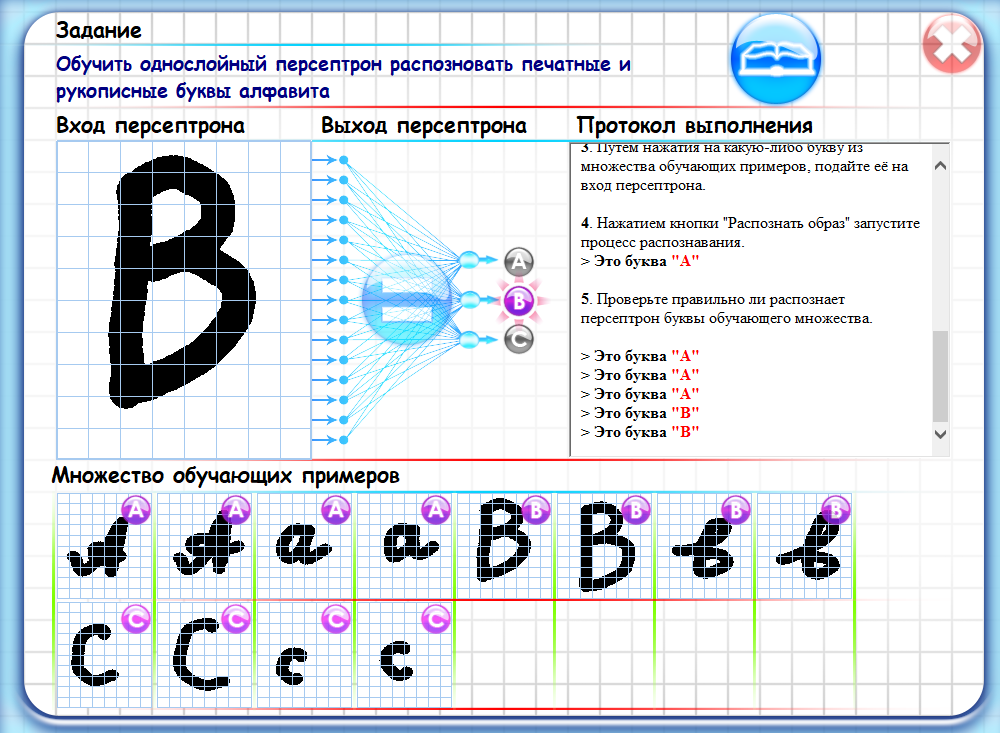 Задание
Обучить однослойный персептрон распозновать печатные и
рукописные буквы алфавита
Вход персептрона
Выход персептрона
Протокол выполнения
B
A
B
C
3. Путем нажатия на какую-либо букву из
множества обучающих примеров, подайте её на
вход персептрона.
4. Нажатием кнопки "Распознать образ" запустите
процесс распознавания.
> Это буква "A"
5. Проверьте правильно ли распознает
персептрон буквы обучающего множества.
> Это буква "A"
> Это буква "A"
> Это буква "A"
> Это буква "B"
> Это буква "B"
Множество обучающих примеров
A A A A B B B B
A A a a B B в в
C C C C
C C c c